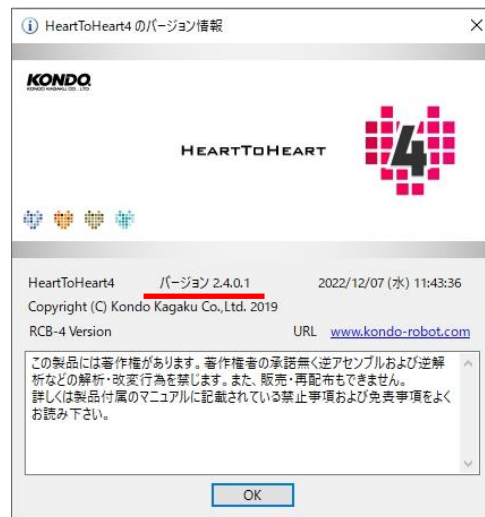 HeartToHeart4 のバージョン情報
KONDO
KONDO KAGAKU CO., LTD
HEARTTOHEART
4
HeartToHeart4 バージョン 2.4.0.1 2022/12/07 (水) 11:43:36
Copyright (C) Kondo Kagaku Co.,Ltd. 2019
RCB-4 Version URL www.kondo-robot.com
この製品には著作権があります。著作権者の承諾無く逆アセンブルおよび逆解
析などの解析・改変行為を禁じます。また、販売・再配布もできません。
詳しくは製品付属のマニュアルに記載されている禁止事項および免責事項をよく
お読み下さい。
OK